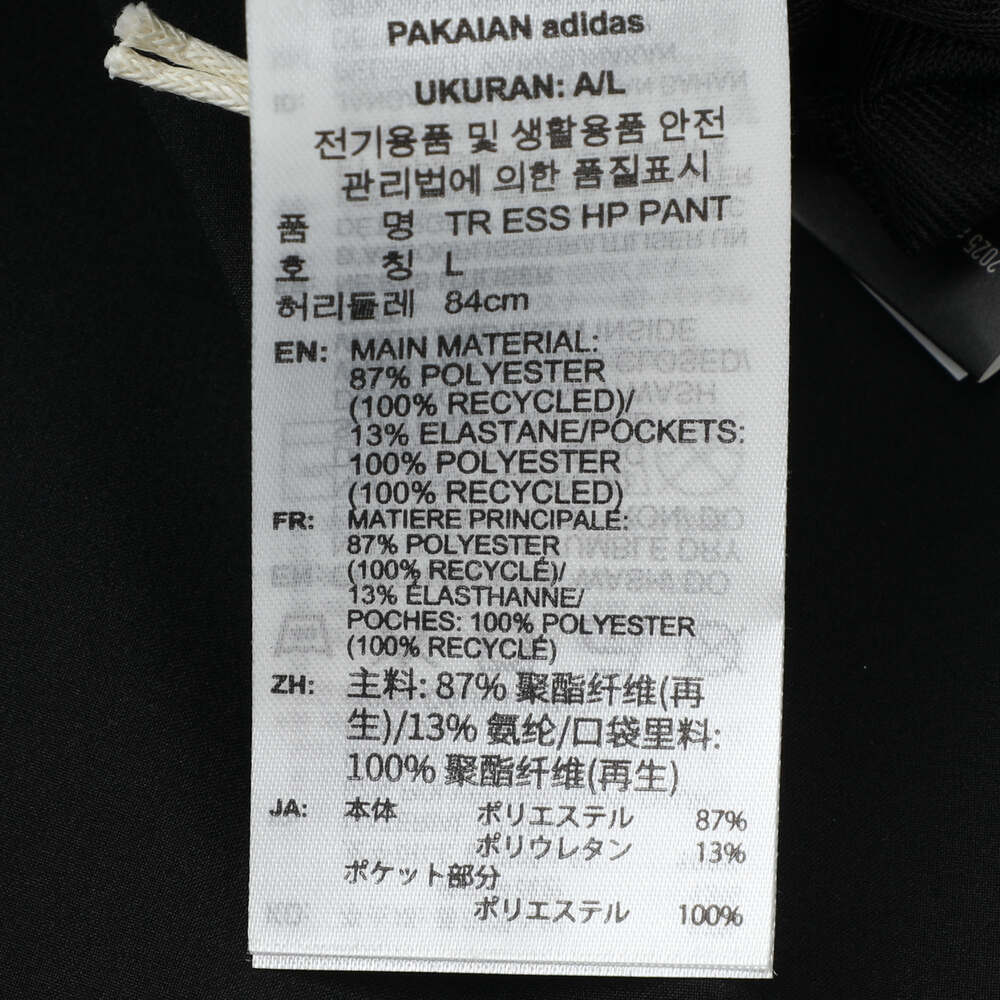 PAKAIAN adidas
UKURAN: A/L
전기용품 및 생활용품 안전
관리법에 의한 품질표시
품 명 TR ESS HP PANT
호 칭 L
허리둘레 84cm
EN: MAIN MATERIAL:
87% POLYESTER
(100% RECYCLED)/
13% ELASTANE/POCKETS:
100% POLYESTER
(100% RECYCLED)
FR: MATIERE PRINCIPALE:
87% POLYESTER
(100% RECYCLÉ)/
13% ÉLASTHANNE/
POCHES: 100% POLYESTER
(100% RECYCLÉ)
ZH: 主料: 87% 聚酯纤维(再
生)/13% 氨纶/口袋里料:
100% 聚酯纤维(再生)
JA: 本体 ポリエステル 87%
ポリウレタン 13%
ポケット部分
ポリエステル 100%
2025